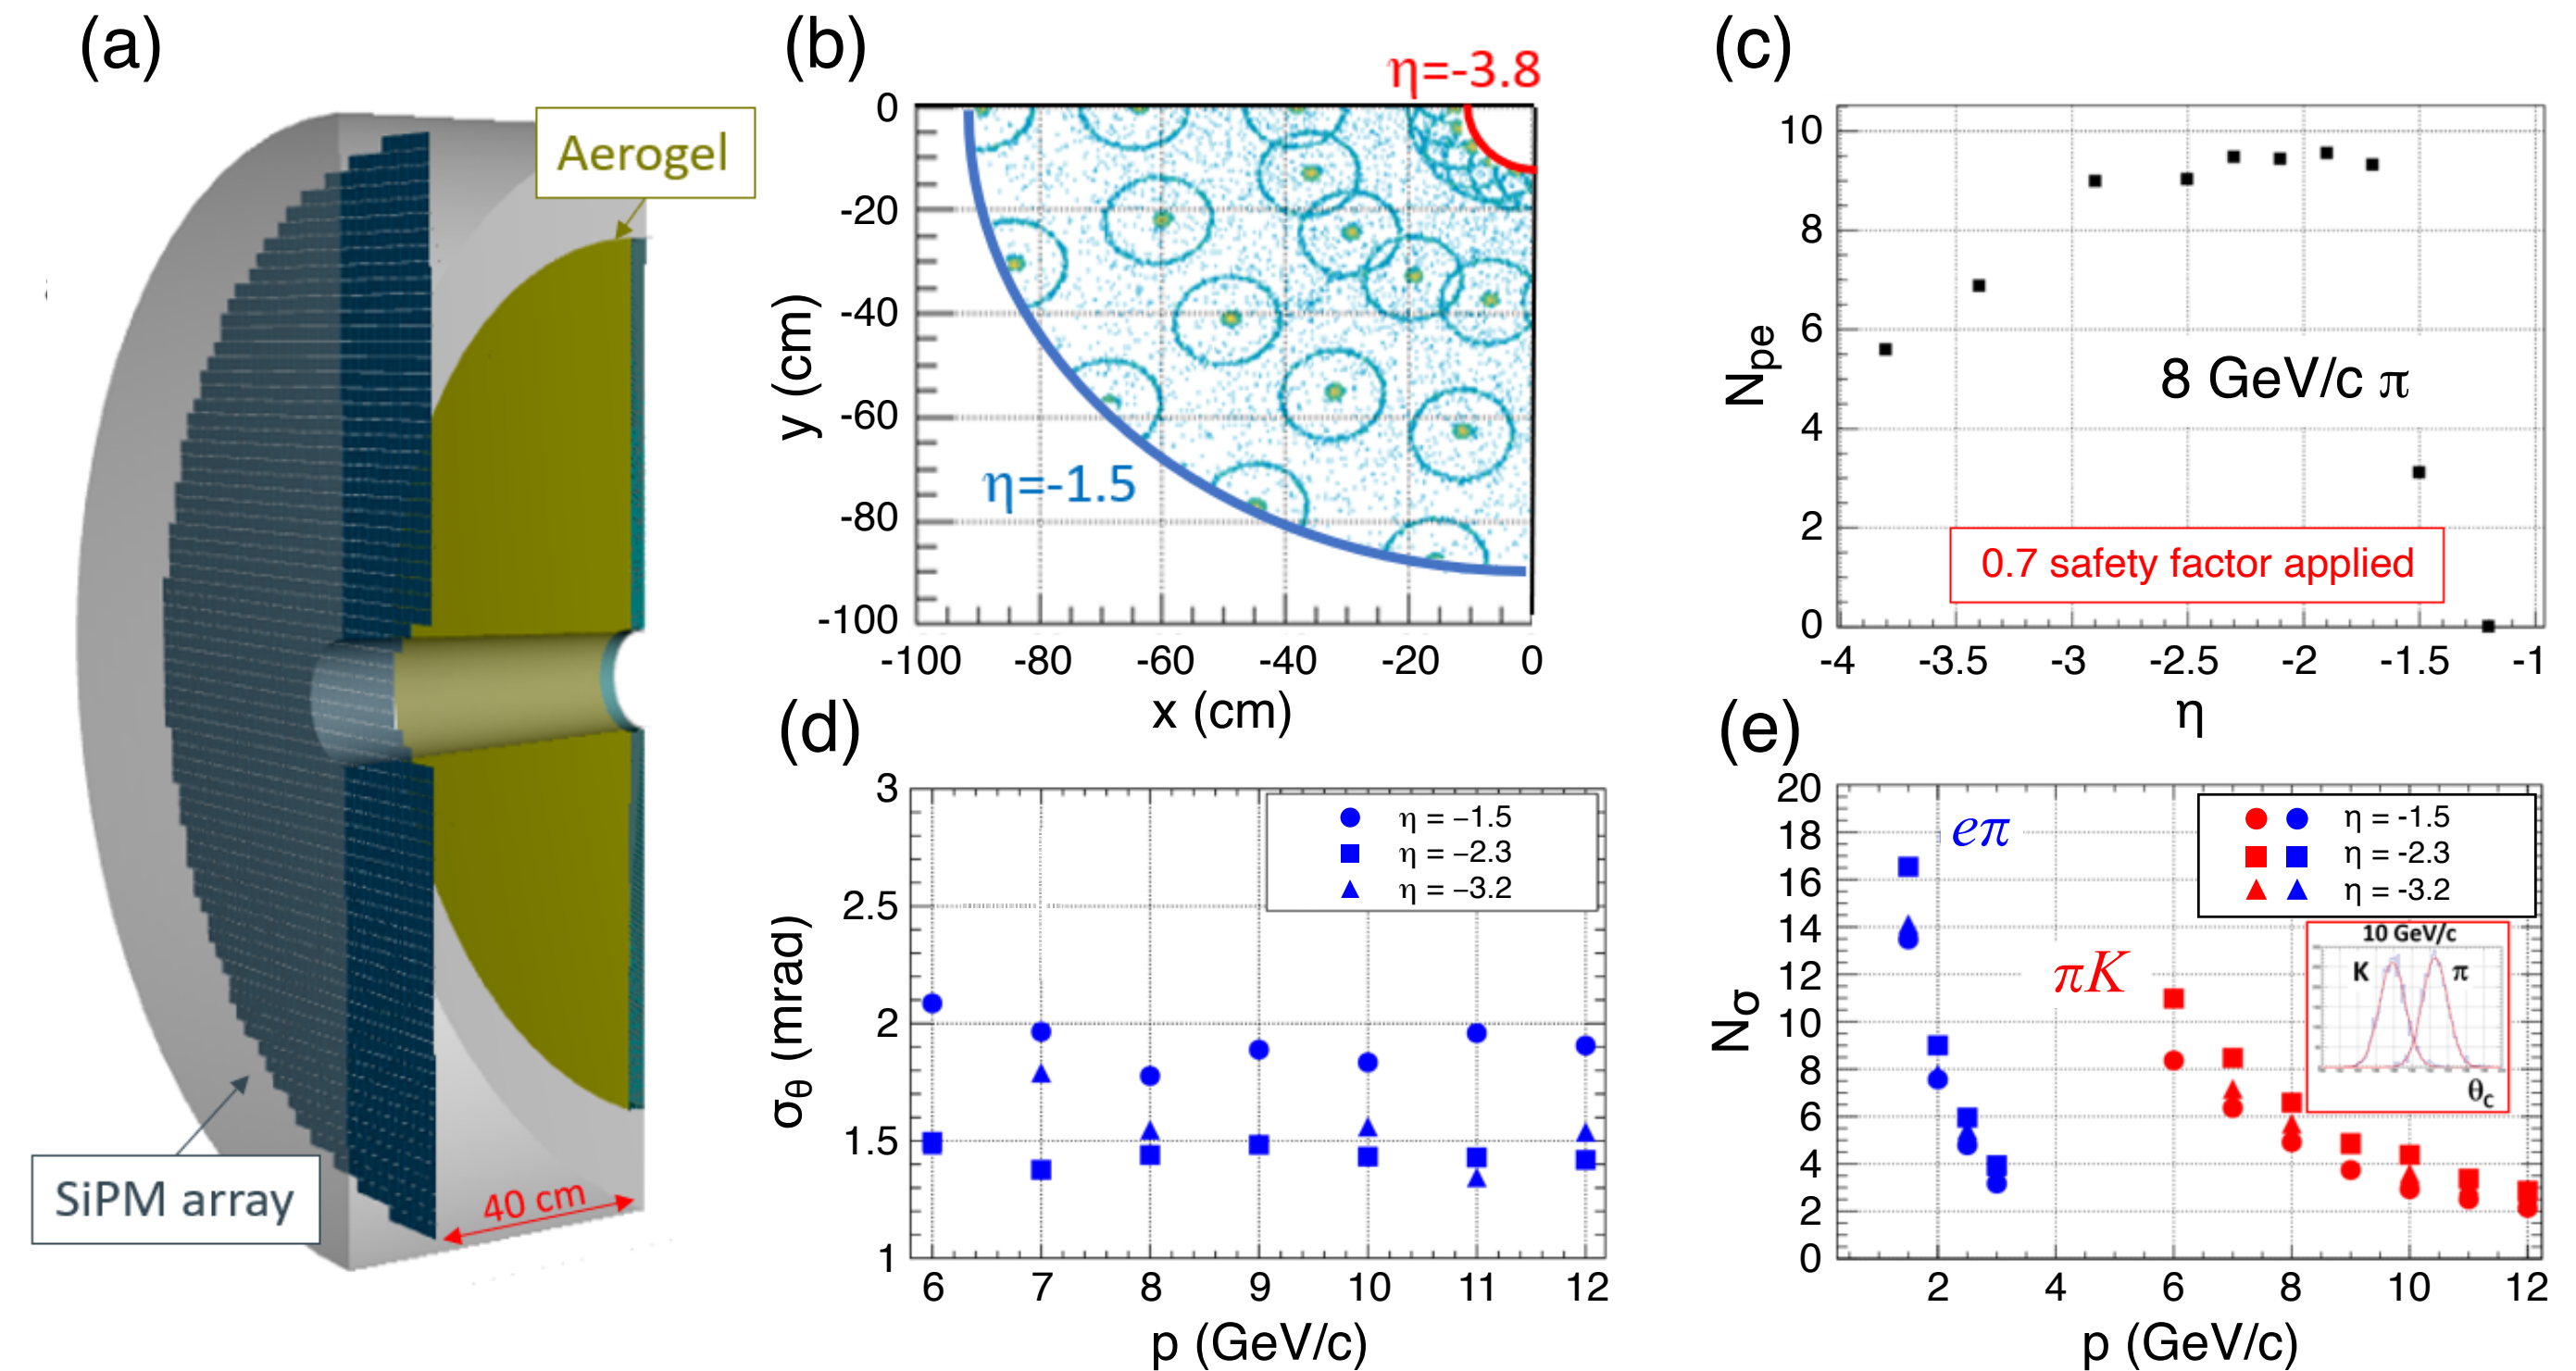 (a)
Aerogel
SiPM array
40 cm
(b)
η=-3.8
0
-20
-40
-60
-80
-100
y (cm)
η=-1.5
-100 -80 -60 -40 -20 0
x (cm)
(c)
10
8
6
4
2
0
Npe
8 GeV/c π
0.7 safety factor applied
-4 -3.5 -3 -2.5 -2 -1.5 -1
η
(d)
3
2.5
2
1.5
1
σθ (mrad)
η = −1.5
η = −2.3
η = −3.2
6 7 8 9 10 11 12
p (GeV/c)
(e)
20
18
16
14
12
10
8
6
4
2
0
Nσ
eπ
πK
η = -1.5
η = -2.3
η = -3.2
10 GeV/c
K π
θc
2 4 6 8 10 12
p (GeV/c)